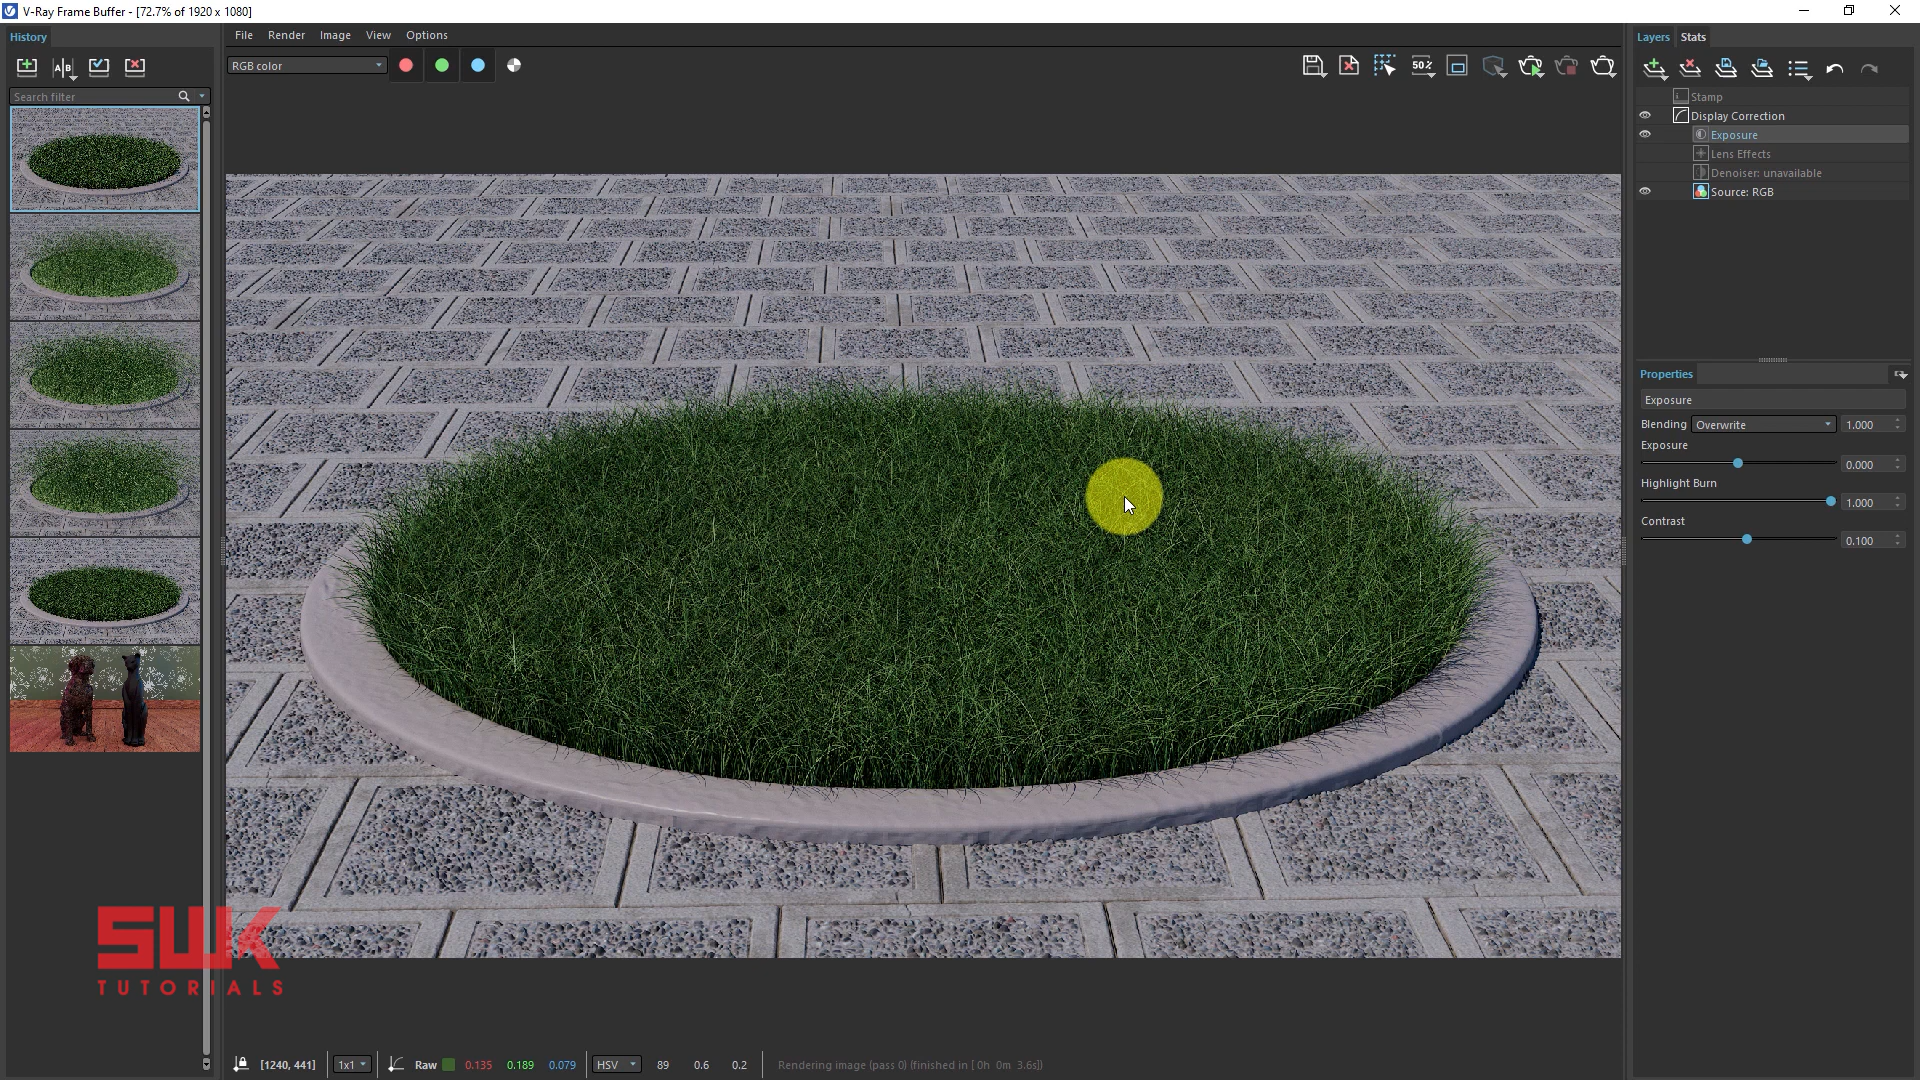 V-Ray Frame Buffer - [72.7% of 1920 x 1080]
History
File Render Image View Options
Layers Stats
RGB color
50%
A B
Search filter
Stamp
Display Correction
Exposure
Lens Effects
Denoiser: unavailable
Source: RGB
Properties
Exposure
Blending Overwrite 1.000
Exposure
0.000
Highlight Burn
1.000
Contrast
0.100
SWK
TUTORIALS
[1240, 441] 1x1 Raw 0.135 0.189 0.079 HSV 89 0.6 0.2 Rendering image (pass 0) (finished in [ 0h 0m 3.6s])